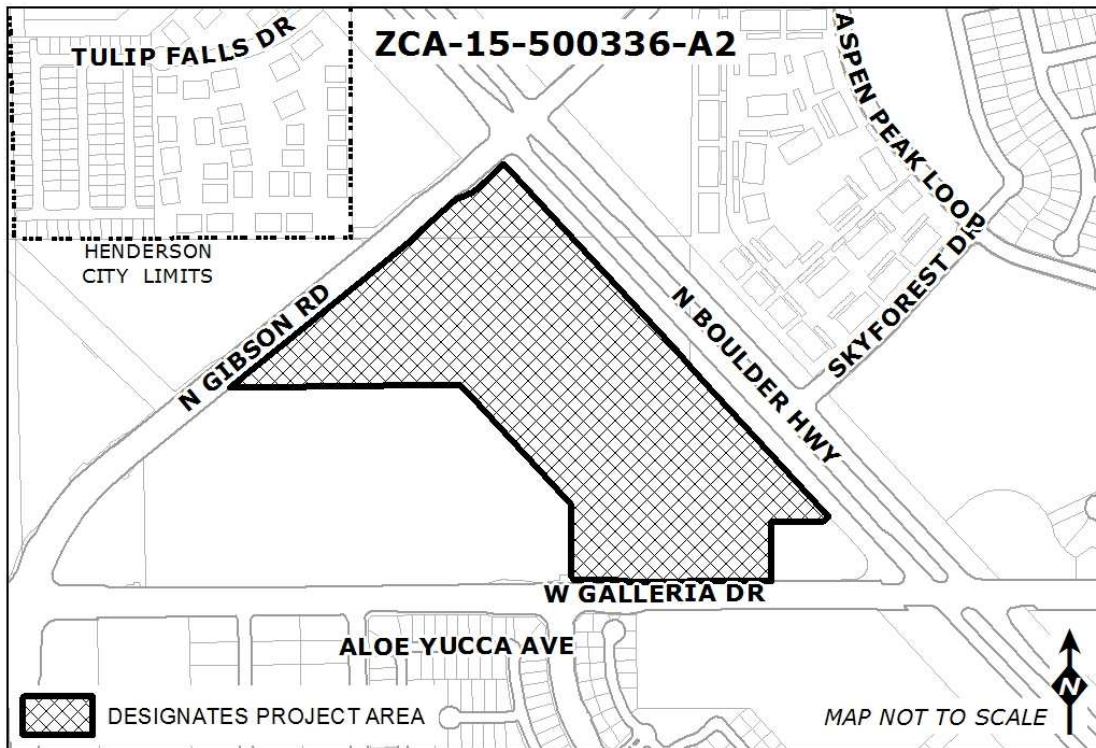 ZCA-15-500336-A2
TULIP FALLS DR
ASPEN PEAK LOOP
HENDERSON
CITY LIMITS
N GIBSON RD
N BOULDER HWY
SKYFOREST DR
W GALLERIA DR
ALOE YUCCA AVE
DESIGNATES PROJECT AREA
MAP NOT TO SCALE
N